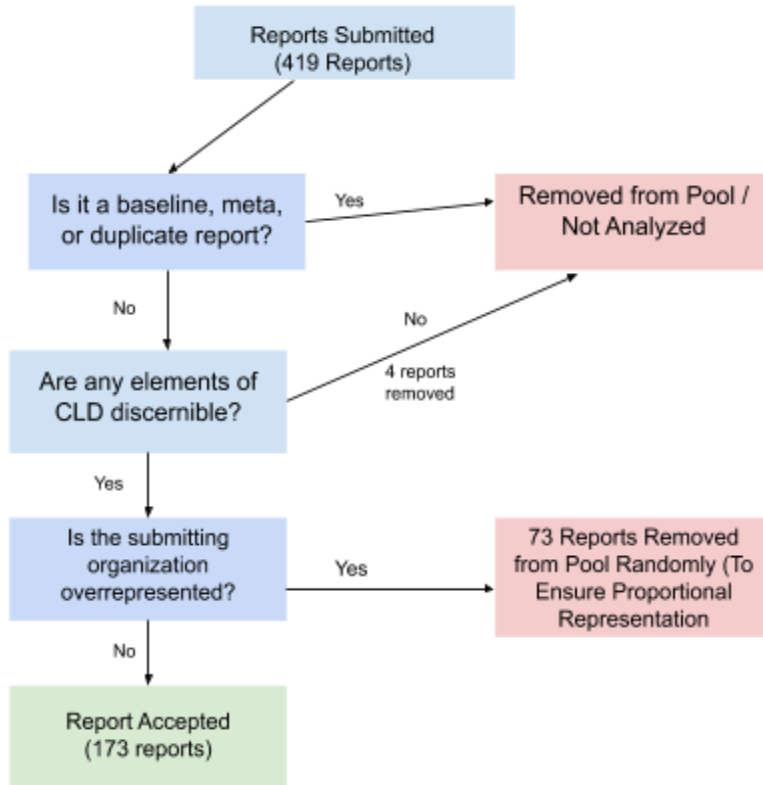 Reports Submitted
(419 Reports)
Is it a baseline, meta,
or duplicate report?
Yes
Removed from Pool /
Not Analyzed
No
No
4 reports
removed
Are any elements of
CLD discernible?
Yes
Is the submitting
organization
overrepresented?
Yes
73 Reports Removed
from Pool Randomly (To
Ensure Proportional
Representation
No
Report Accepted
(173 reports)